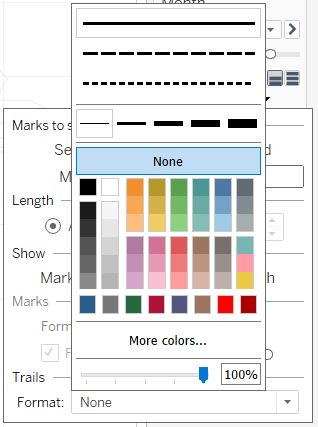 Month
Marks to s
Se
d
M
None
Length
A
Show
Mark
h
Marks
Form
F
More colors...
Trails
100%
Format:
None